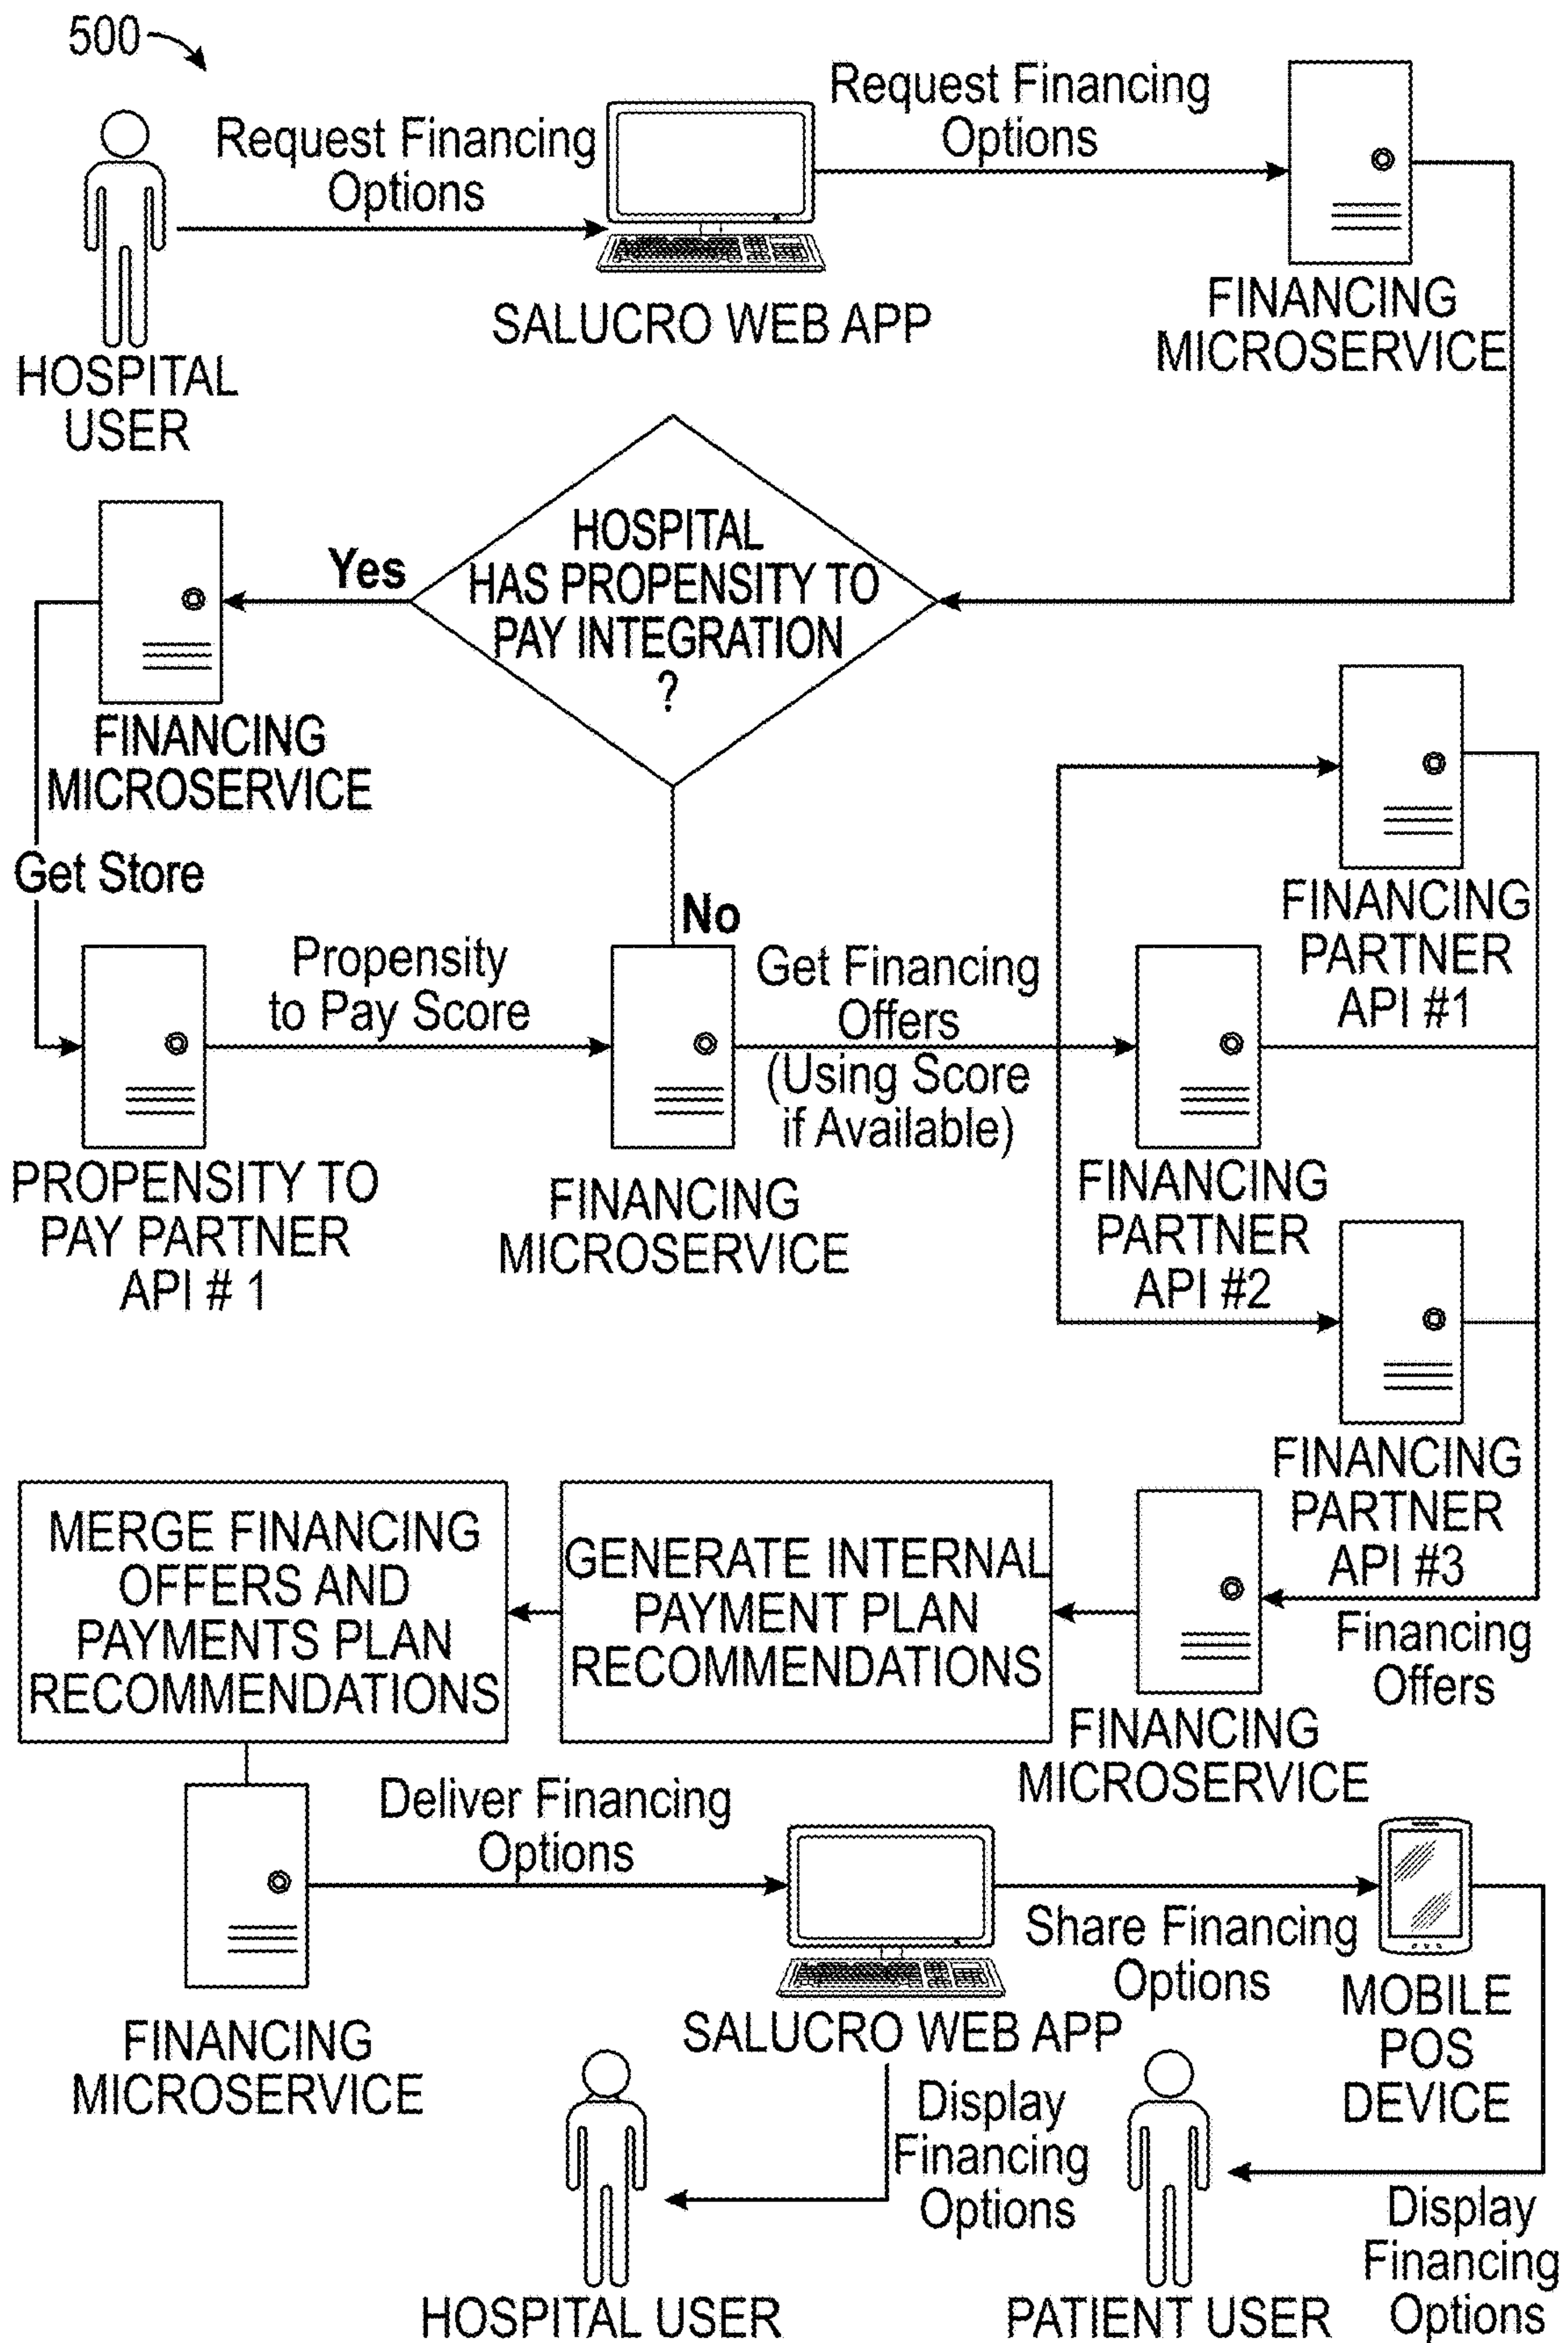 500
Request Financing
Options
Request Financing
Options
HOSPITAL
USER
SALUCRO WEB APP
FINANCING
MICROSERVICE
HOSPITAL
HAS PROPENSITY TO
PAY INTEGRATION
?
Yes
No
FINANCING
MICROSERVICE
Get Store
PROPENSITY TO
PAY PARTNER
API # 1
Propensity
to Pay Score
FINANCING
MICROSERVICE
Get Financing
Offers
(Using Score
if Available)
FINANCING
PARTNER
API #1
FINANCING
PARTNER
API #2
FINANCING
PARTNER
API #3
Financing
Offers
FINANCING
MICROSERVICE
GENERATE INTERNAL
PAYMENT PLAN
RECOMMENDATIONS
MERGE FINANCING
OFFERS AND
PAYMENTS PLAN
RECOMMENDATIONS
FINANCING
MICROSERVICE
Deliver Financing
Options
SALUCRO WEB APP
Share Financing
Options
MOBILE
POS
DEVICE
Display
Financing
Options
HOSPITAL USER
Display
Financing
Options
PATIENT USER